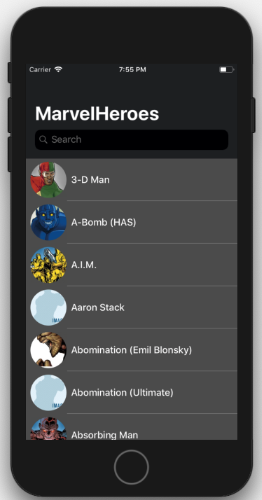 Carrier 7:55 PM
MarvelHeroes
Search
3-D Man
A-Bomb (HAS)
A.I.M.
Aaron Stack
Abomination (Emil Blonsky)
Abomination (Ultimate)
Absorbing Man